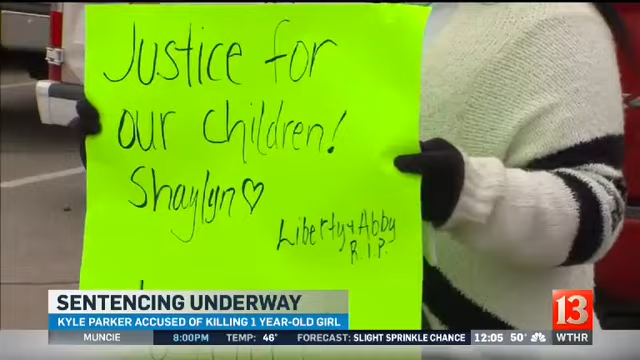 Justice for
our children!
Shaylyn♡
Liberty & Abby
R.I.P.
SENTENCING UNDERWAY
KYLE PARKER ACCUSED OF KILLING 1 YEAR-OLD GIRL
13
WTHR
MUNCIE 8:00PM TEMP: 46° FORECAST: SLIGHT SPRINKLE CHANCE 12:05 50°